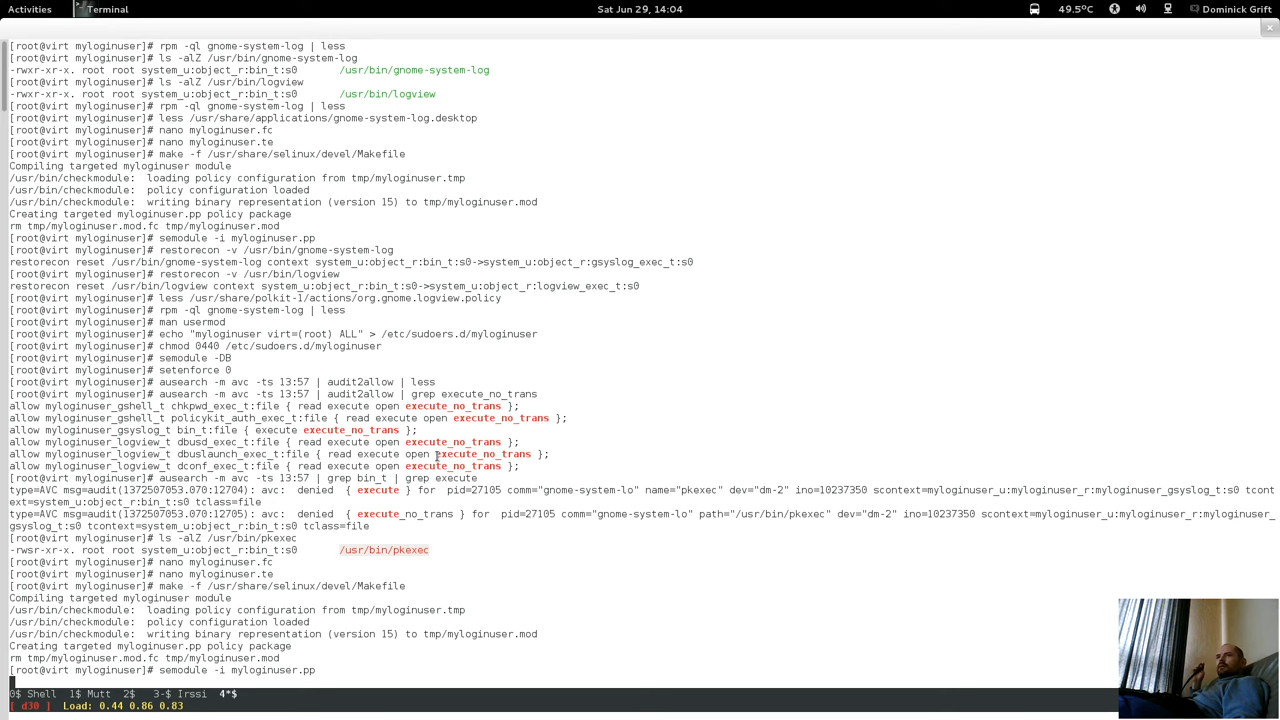 Activities Terminal Sat Jun 29, 14:04 49.5°C Dominick Grift
[root@virt myloginuser]# rpm -ql gnome-system-log | less
[root@virt myloginuser]# ls -alZ /usr/bin/gnome-system-log
-rwxr-xr-x. root root system_u:object_r:bin_t:s0 /usr/bin/gnome-system-log
[root@virt myloginuser]# ls -alZ /usr/bin/logview
-rwxr-xr-x. root root system_u:object_r:bin_t:s0 /usr/bin/logview
[root@virt myloginuser]# rpm -ql gnome-system-log | less
[root@virt myloginuser]# less /usr/share/applications/gnome-system-log.desktop
[root@virt myloginuser]# nano myloginuser.fc
[root@virt myloginuser]# nano myloginuser.te
[root@virt myloginuser]# make -f /usr/share/selinux/devel/Makefile
Compiling targeted myloginuser module
/usr/bin/checkmodule: loading policy configuration from tmp/myloginuser.tmp
/usr/bin/checkmodule: policy configuration loaded
/usr/bin/checkmodule: writing binary representation (version 15) to tmp/myloginuser.mod
Creating targeted myloginuser.pp policy package
rm tmp/myloginuser.mod.fc tmp/myloginuser.mod
[root@virt myloginuser]# semodule -i myloginuser.pp
[root@virt myloginuser]# restorecon -v /usr/bin/gnome-system-log
restorecon reset /usr/bin/gnome-system-log context system_u:object_r:bin_t:s0->system_u:object_r:gsyslog_exec_t:s0
[root@virt myloginuser]# restorecon -v /usr/bin/logview
restorecon reset /usr/bin/logview context system_u:object_r:bin_t:s0->system_u:object_r:logview_exec_t:s0
[root@virt myloginuser]# less /usr/share/polkit-1/actions/org.gnome.logview.policy
[root@virt myloginuser]# rpm -ql gnome-system-log | less
[root@virt myloginuser]# man usermod
[root@virt myloginuser]# echo "myloginuser virt=(root) ALL" > /etc/sudoers.d/myloginuser
[root@virt myloginuser]# chmod 0440 /etc/sudoers.d/myloginuser
[root@virt myloginuser]# semodule -DB
[root@virt myloginuser]# setenforce 0
[root@virt myloginuser]# ausearch -m avc -ts 13:57 | audit2allow | less
[root@virt myloginuser]# ausearch -m avc -ts 13:57 | audit2allow | grep execute_no_trans
allow myloginuser_gshell_t chkpwd_exec_t:file { read execute open execute_no_trans };
allow myloginuser_gshell_t policykit_auth_exec_t:file { read execute open execute_no_trans };
allow myloginuser_gsyslog_t bin_t:file { execute execute_no_trans };
allow myloginuser_logview_t dbusd_exec_t:file { read execute open execute_no_trans };
allow myloginuser_logview_t dbuslaunch_exec_t:file { read execute open execute_no_trans };
allow myloginuser_logview_t dconf_exec_t:file { read execute open execute_no_trans };
[root@virt myloginuser]# ausearch -m avc -ts 13:57 | grep bin_t | grep execute
type=AVC msg=audit(1372507053.070:12704): avc: denied { execute } for pid=27105 comm="gnome-system-lo" name="pkexec" dev="dm-2" ino=10237350 scontext=myloginuser_u:myloginuser_r:myloginuser_gsyslog_t:s0 tcont
ext=system_u:object_r:bin_t:s0 tclass=file
type=AVC msg=audit(1372507053.070:12705): avc: denied { execute_no_trans } for pid=27105 comm="gnome-system-lo" path="/usr/bin/pkexec" dev="dm-2" ino=10237350 scontext=myloginuser_u:myloginuser_r:myloginuser_
gsyslog_t:s0 tcontext=system_u:object_r:bin_t:s0 tclass=file
[root@virt myloginuser]# ls -alZ /usr/bin/pkexec
-rwsr-xr-x. root root system_u:object_r:bin_t:s0 /usr/bin/pkexec
[root@virt myloginuser]# nano myloginuser.fc
[root@virt myloginuser]# nano myloginuser.te
[root@virt myloginuser]# make -f /usr/share/selinux/devel/Makefile
Compiling targeted myloginuser module
/usr/bin/checkmodule: loading policy configuration from tmp/myloginuser.tmp
/usr/bin/checkmodule: policy configuration loaded
/usr/bin/checkmodule: writing binary representation (version 15) to tmp/myloginuser.mod
Creating targeted myloginuser.pp policy package
rm tmp/myloginuser.mod.fc tmp/myloginuser.mod
[root@virt myloginuser]# semodule -i myloginuser.pp
0$ Shell 1$ Mutt 2$ 3-$ Irssi 4*$
[ d30 ] Load: 0.44 0.86 0.83